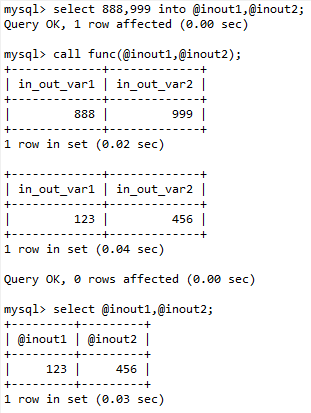 mysql> select 888,999 into @inout1,@inout2;
Query OK, 1 row affected (0.00 sec)
mysql> call func(@inout1,@inout2);
+-------------+-------------+
| in_out_var1 | in_out_var2 |
+-------------+-------------+
|         888 |         999 |
+-------------+-------------+
1 row in set (0.02 sec)
+-------------+-------------+
| in_out_var1 | in_out_var2 |
+-------------+-------------+
|         123 |         456 |
+-------------+-------------+
1 row in set (0.04 sec)
Query OK, 0 rows affected (0.00 sec)
mysql> select @inout1,@inout2;
+---------+---------+
| @inout1 | @inout2 |
+---------+---------+
|     123 |     456 |
+---------+---------+
1 row in set (0.03 sec)